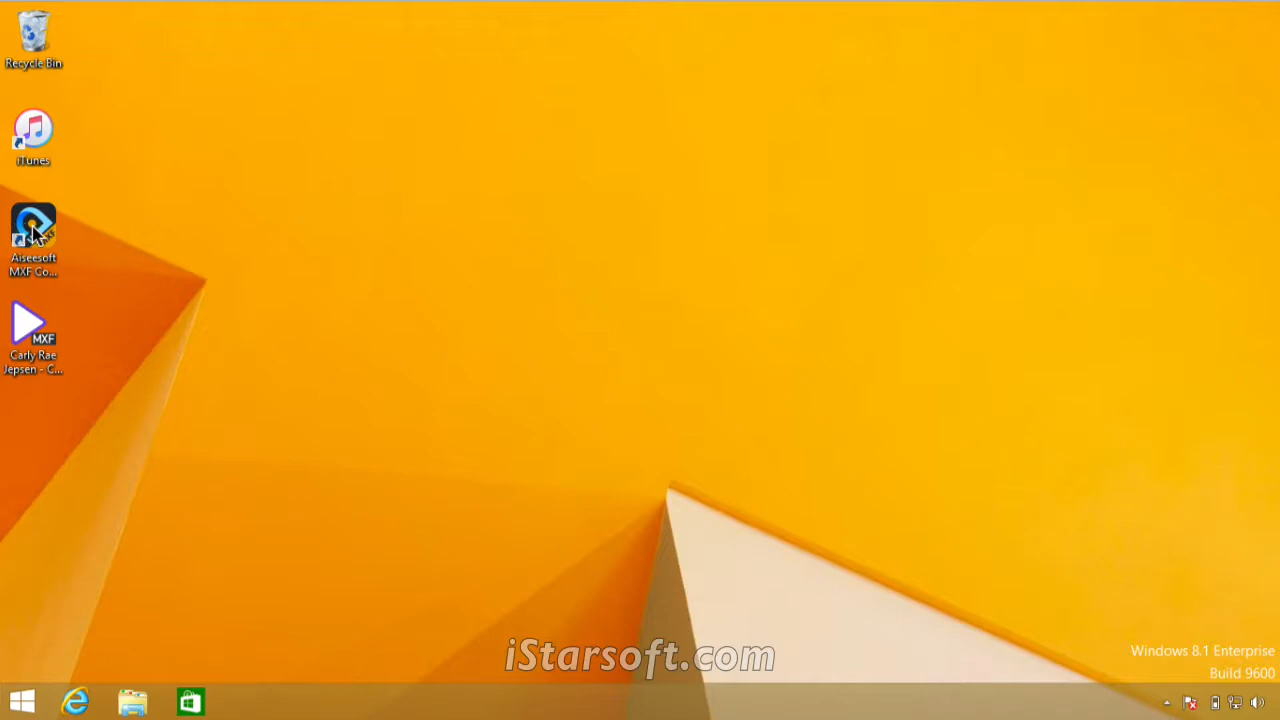 Recycle Bin
iTunes
Aiseesoft
MXF Co...
MXF
Carly Rae
Jepsen - C...
iStarsoft.com
Windows 8.1 Enterprise
Build 9600